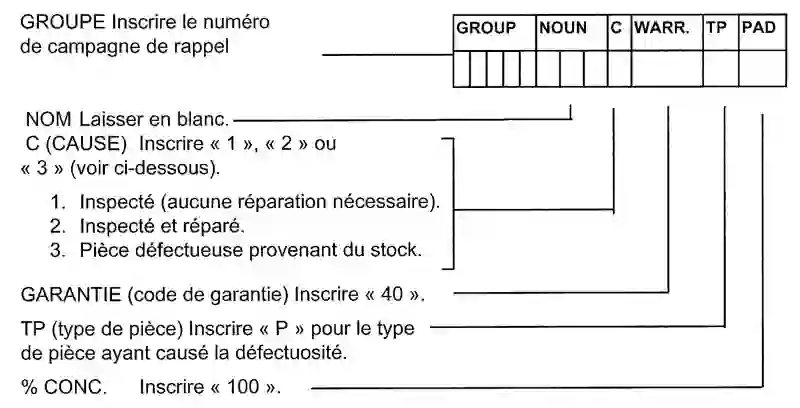 GROUPE Inscrire le numéro
de campagne de rappel
GROUP NOUN C WARR. TP PAD
NOM Laisser en blanc.
C (CAUSE) Inscrire « 1 », « 2 » ou
« 3 » (voir ci-dessous).
1. Inspecté (aucune réparation nécessaire).
2. Inspecté et réparé.
3. Pièce défectueuse provenant du stock.
GARANTIE (code de garantie) Inscrire « 40 ».
TP (type de pièce) Inscrire « P » pour le type
de pièce ayant causé la défectuosité.
% CONC. Inscrire « 100 ».